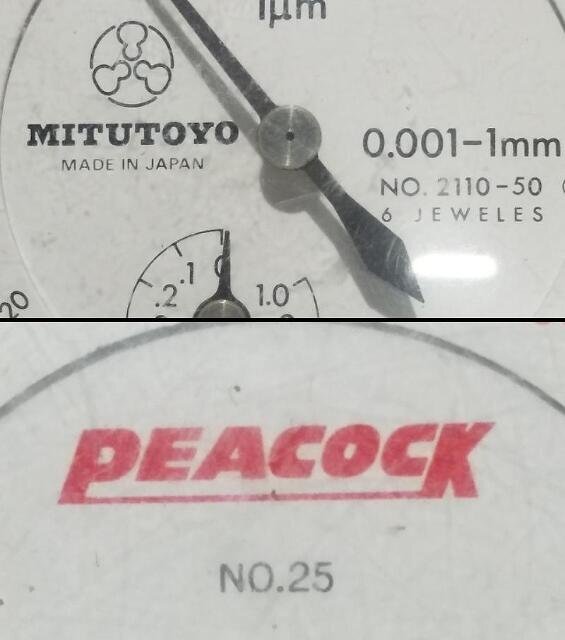 1μm
MITUTOYO
MADE IN JAPAN
0.001-1mm
NO. 2110-50
6 JEWELES
.1 0
.2 1.0
20
PEACOCK
NO.25